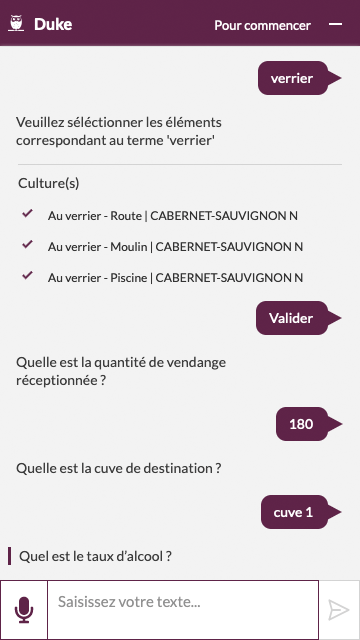 Duke
Pour commencer
verrier
Veuillez séléctionner les éléments
correspondant au terme 'verrier'
Culture(s)
Au verrier - Route | CABERNET-SAUVIGNON N
Au verrier - Moulin | CABERNET-SAUVIGNON N
Au verrier - Piscine | CABERNET-SAUVIGNON N
Valider
Quelle est la quantité de vendange
réceptionnée ?
180
Quelle est la cuve de destination ?
cuve 1
Quel est le taux d'alcool ?
Saisissez votre texte...